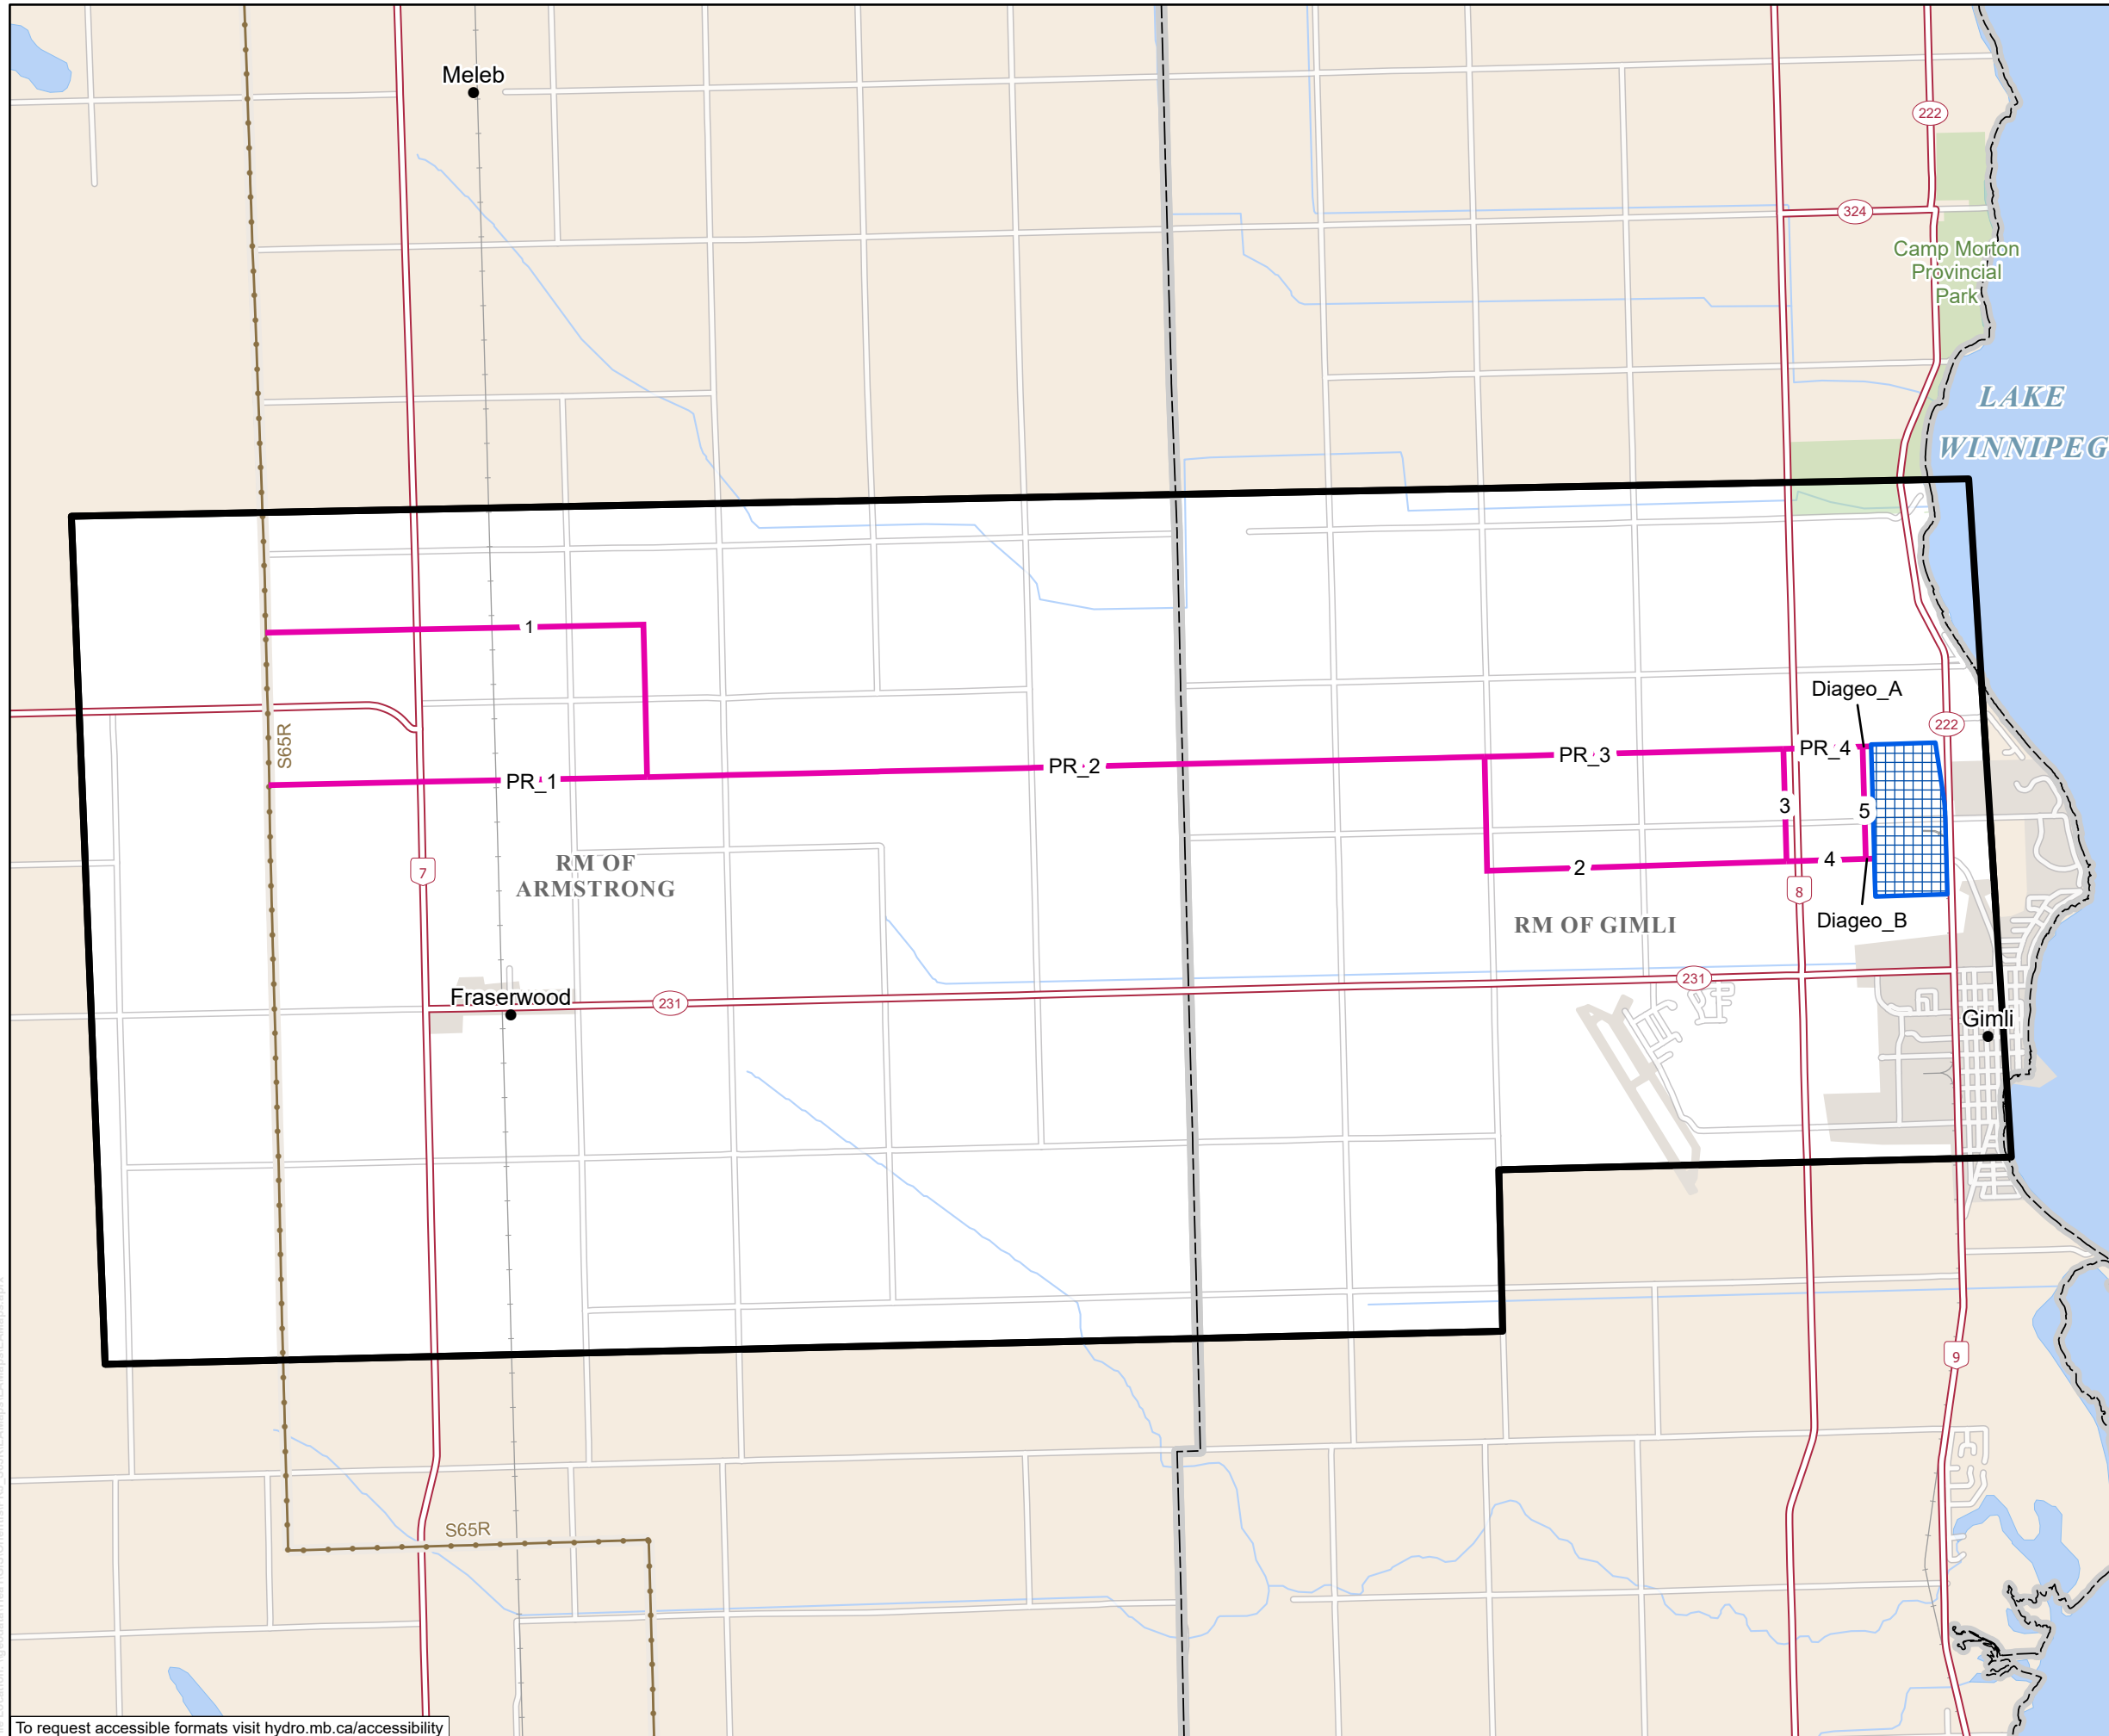 Meleb
222
324
Camp Morton
Provincial
Park
LAKE
WINNIPEG
1
Diageo_A
222
S65R
PR_1
PR_2
PR_3
PR_4
3
5
RM OF
ARMSTRONG
7
2
4
8
Diageo_B
RM OF GIMLI
231
Fraserwood
231
Gimli
9
S65R
To request accessible formats visit hydro.mb.ca/accessibility